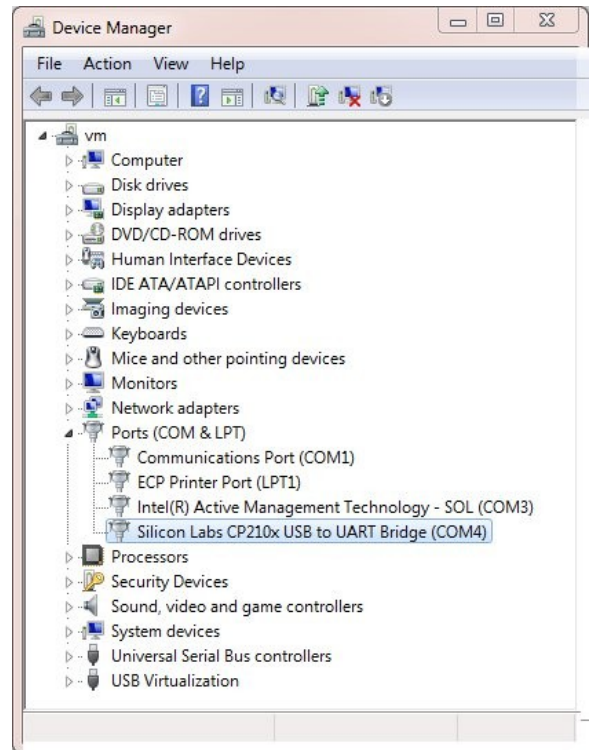 Device Manager
File Action View Help
vm
Computer
Disk drives
Display adapters
DVD/CD-ROM drives
Human Interface Devices
IDE ATA/ATAPI controllers
Imaging devices
Keyboards
Mice and other pointing devices
Monitors
Network adapters
Ports (COM & LPT)
Communications Port (COM1)
ECP Printer Port (LPT1)
Intel(R) Active Management Technology - SOL (COM3)
Silicon Labs CP210x USB to UART Bridge (COM4)
Processors
Security Devices
Sound, video and game controllers
System devices
Universal Serial Bus controllers
USB Virtualization